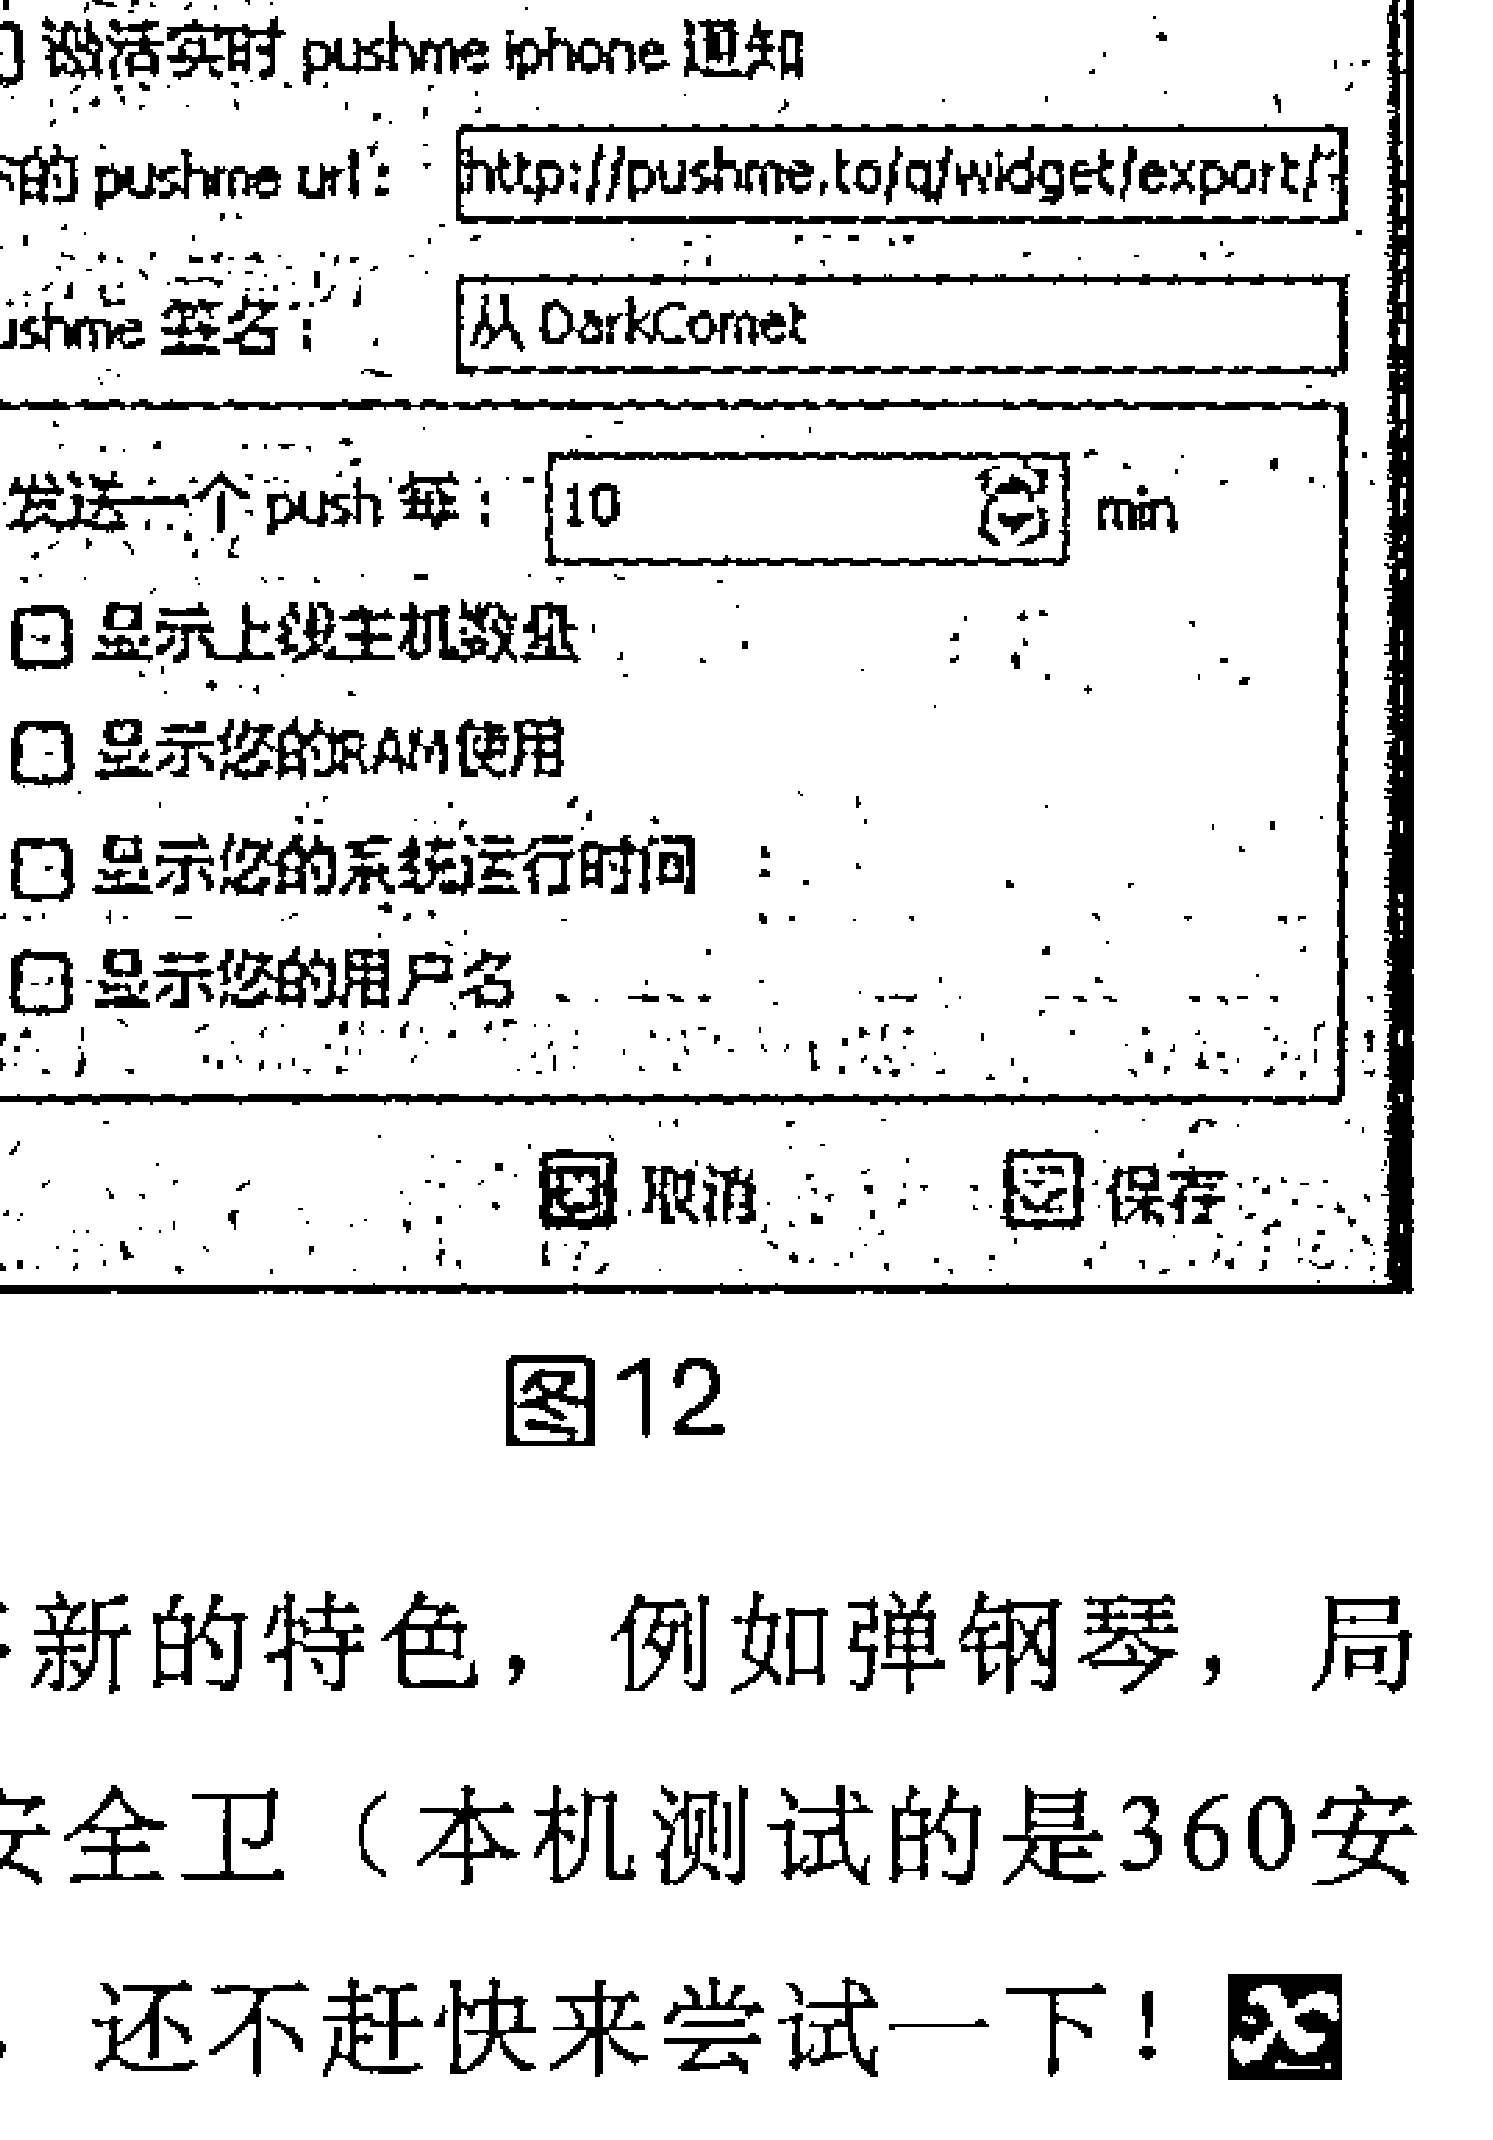 激活实时 pushme iphone 通知
的 pushme url：
http://pushme.to/q/widget/export/
ushme 签名：
从 DarkComet
发送一个 push 每：
10
min
显示上线主机数量
显示您的RAM使用
显示您的系统运行时间
显示您的用户名
取消
保存
图12
新的特色，例如弹钢琴，局
安全卫（本机测试的是360安
，还不赶快来尝试一下！